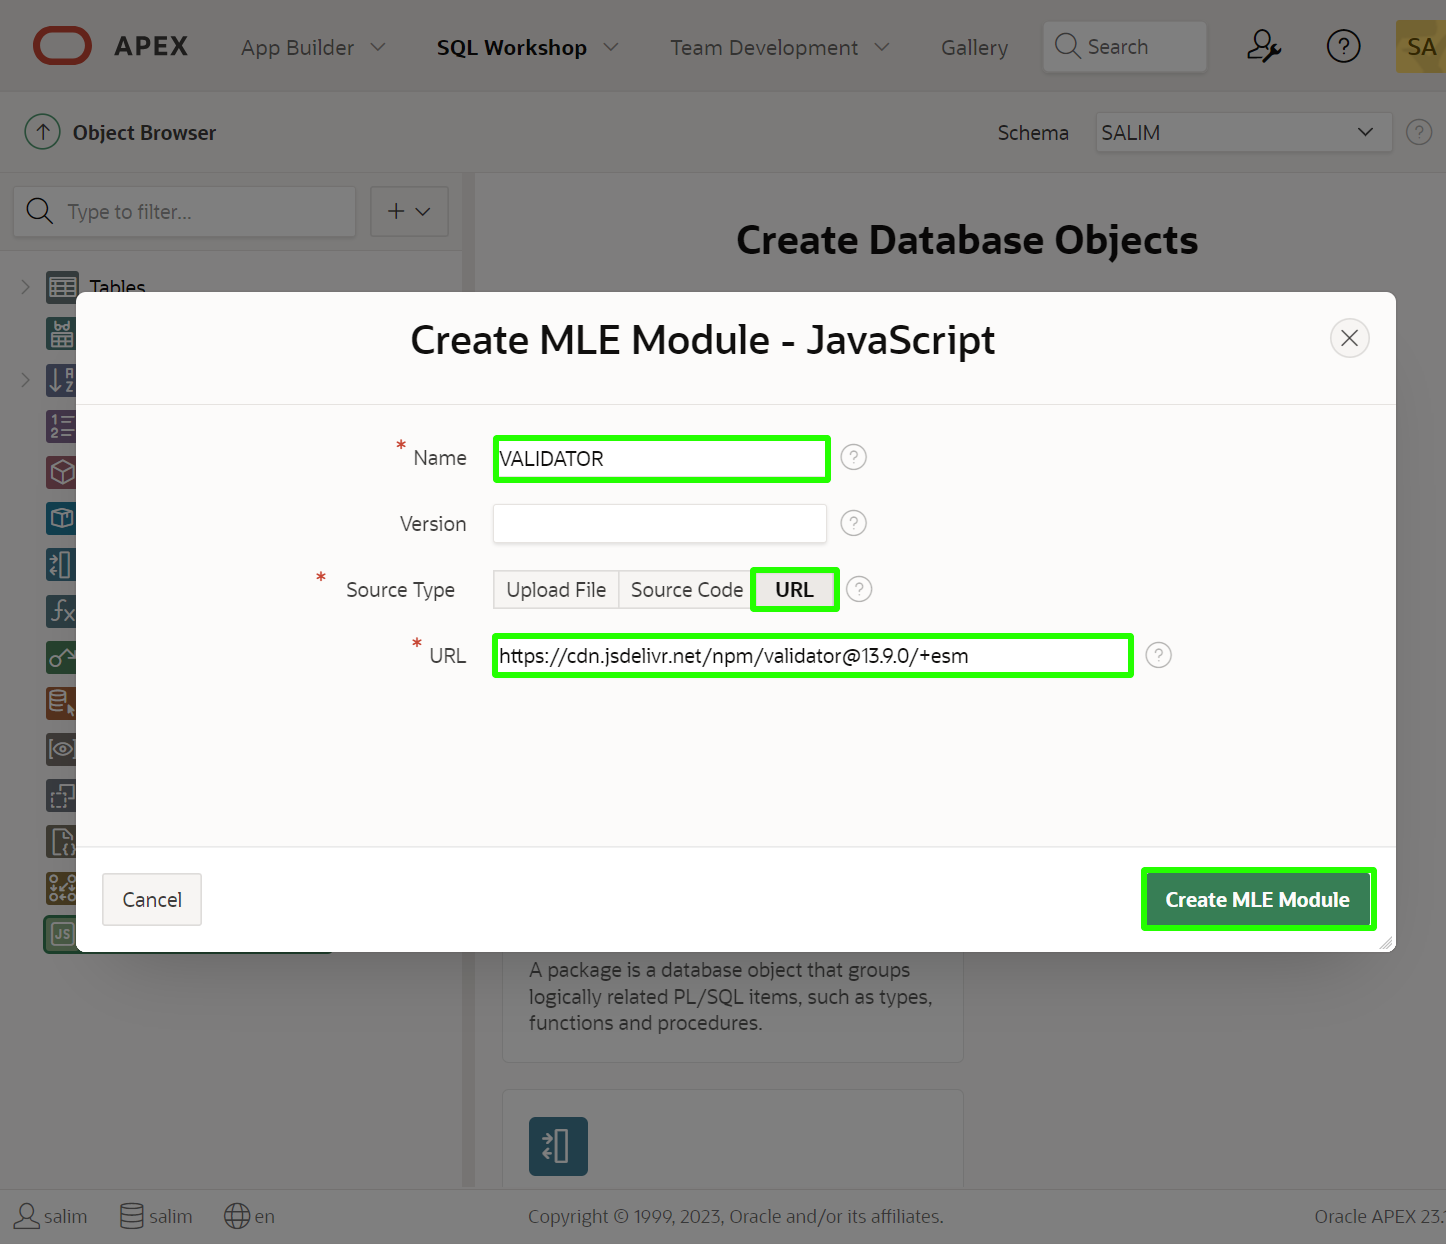 APEX App Builder SQL Workshop Team Development Gallery Search ? SA
Object Browser Schema SALIM ?
Type to filter... +
Create Database Objects
Tables
Create MLE Module - JavaScript
* Name VALIDATOR ?
Version ?
* Source Type Upload File Source Code URL ?
* URL https://cdn.jsdelivr.net/npm/validator@13.9.0/+esm ?
Cancel Create MLE Module
JS
A package is a database object that groups
logically related PL/SQL items, such as types,
functions and procedures.
salim salim en Copyright © 1999, 2023, Oracle and/or its affiliates. Oracle APEX 23.